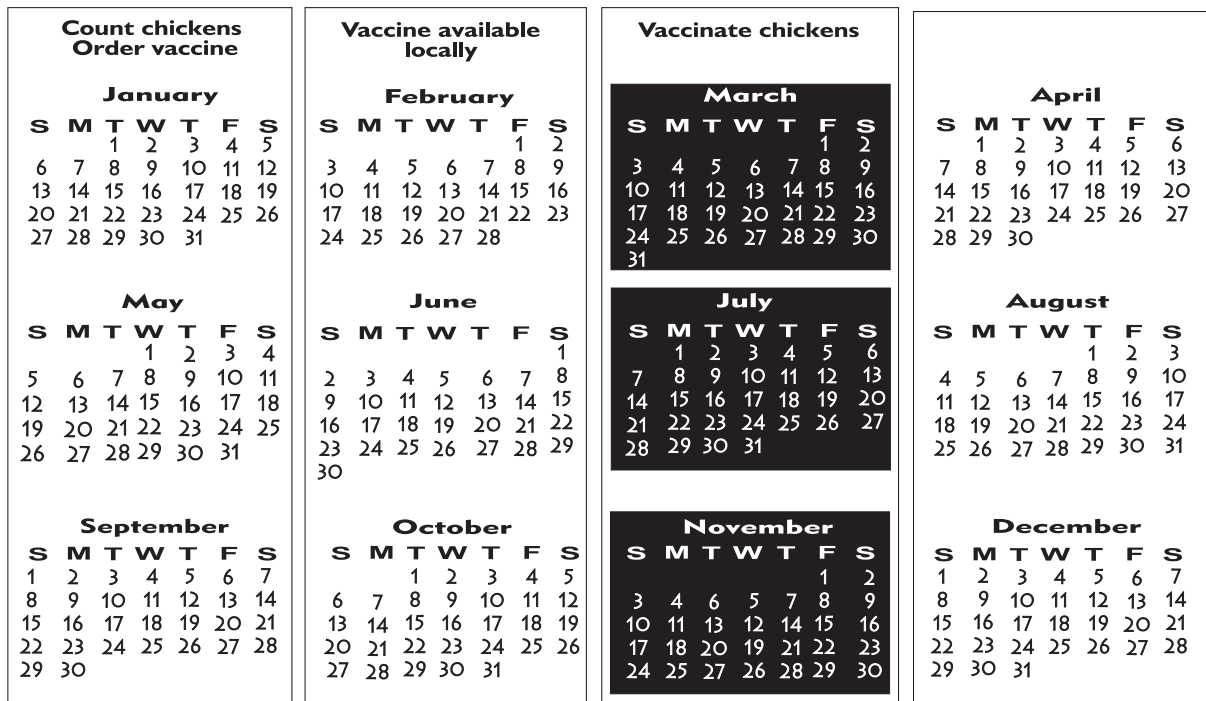 Count chickens
Order vaccine
January
S M T W T F S
1 2 3 4 5
6 7 8 9 10 11 12
13 14 15 16 17 18 19
20 21 22 23 24 25 26
27 28 29 30 31
May
S M T W T F S
1 2 3 4
5 6 7 8 9 10 11
12 13 14 15 16 17 18
19 20 21 22 23 24 25
26 27 28 29 30 31
September
S M T W T F S
1 2 3 4 5 6 7
8 9 10 11 12 13 14
15 16 17 18 19 20 21
22 23 24 25 26 27 28
29 30
Vaccine available
locally
February
S M T W T F S
1 2
3 4 5 6 7 8 9
10 11 12 13 14 15 16
17 18 19 20 21 22 23
24 25 26 27 28
June
S M T W T F S
1
2 3 4 5 6 7 8
9 10 11 12 13 14 15
16 17 18 19 20 21 22
23 24 25 26 27 28 29
30
October
S M T W T F S
1 2 3 4 5
6 7 8 9 10 11 12
13 14 15 16 17 18 19
20 21 22 23 24 25 26
27 28 29 30 31
Vaccinate chickens
March
S M T W T F S
1 2
3 4 5 6 7 8 9
10 11 12 13 14 15 16
17 18 19 20 21 22 23
24 25 26 27 28 29 30
31
July
S M T W T F S
1 2 3 4 5 6
7 8 9 10 11 12 13
14 15 16 17 18 19 20
21 22 23 24 25 26 27
28 29 30 31
November
S M T W T F S
1 2
3 4 6 5 7 8 9
10 11 13 12 14 15 16
17 18 20 19 21 22 23
24 25 27 26 28 29 30
April
S M T W T F S
1 2 3 4 5 6
7 8 9 10 11 12 13
14 15 16 17 18 19 20
21 22 23 24 25 26 27
28 29 30
August
S M T W T F S
1 2 3
4 5 6 7 8 9 10
11 12 13 14 15 16 17
18 19 20 21 22 23 24
25 26 27 28 29 30 31
December
S M T W T F S
1 2 3 4 5 6 7
8 9 10 11 12 13 14
15 16 17 18 19 20 21
22 23 24 25 26 27 28
29 30 31